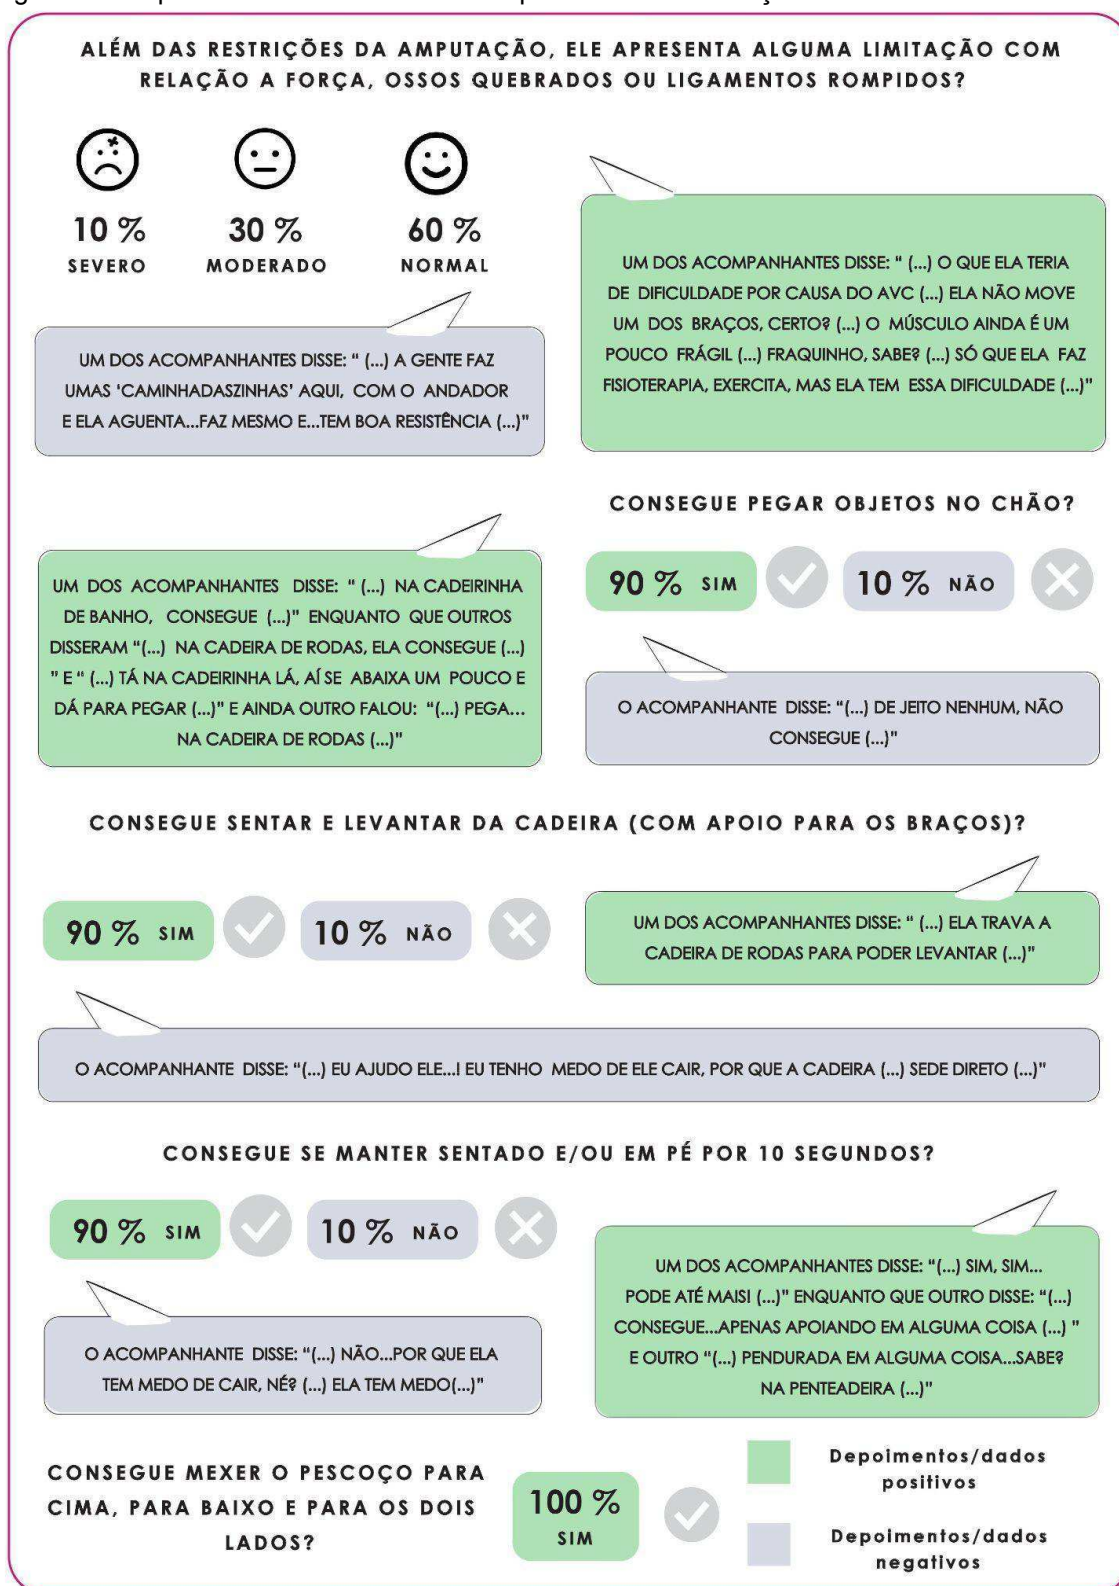 ALÉM DAS RESTRIÇÕES DA AMPUTAÇÃO, ELE APRESENTA ALGUMA LIMITAÇÃO COM
RELAÇÃO A FORÇA, OSSOS QUEBRADOS OU LIGAMENTOS ROMPIDOS?
10 %
SEVERO
30 %
MODERADO
60 %
NORMAL
UM DOS ACOMPANHANTES DISSE: “ (...) O QUE ELA TERIA
DE DIFICULDADE POR CAUSA DO AVC (...) ELA NÃO MOVE
UM DOS BRAÇOS, CERTO? (...) O MÚSCULO AINDA É UM
POUCO FRÁGIL (...) FRAQUINHO, SABE? (...) SÓ QUE ELA FAZ
FISIOTERAPIA, EXERCITA, MAS ELA TEM ESSA DIFICULDADE (...)”
UM DOS ACOMPANHANTES DISSE: “ (...) A GENTE FAZ
UMAS ‘CAMINHADASZINHAS’ AQUI, COM O ANDADOR
E ELA AGUENTA...FAZ MESMO E...TEM BOA RESISTÊNCIA (...)”
CONSEGUE PEGAR OBJETOS NO CHÃO?
90 % SIM
10 % NÃO
UM DOS ACOMPANHANTES DISSE: “ (...) NA CADEIRINHA
DE BANHO, CONSEGUE (...)” ENQUANTO QUE OUTROS
DISSERAM “(...) NA CADEIRA DE RODAS, ELA CONSEGUE (...)
” E “ (...) TÁ NA CADEIRINHA LÁ, AÍ SE ABAIXA UM POUCO E
DÁ PARA PEGAR (...)” E AINDA OUTRO FALOU: “(...) PEGA...
NA CADEIRA DE RODAS (...)”
O ACOMPANHANTE DISSE: “(...) DE JEITO NENHUM, NÃO
CONSEGUE (...)”
CONSEGUE SENTAR E LEVANTAR DA CADEIRA (COM APOIO PARA OS BRAÇOS)?
90 % SIM
10 % NÃO
UM DOS ACOMPANHANTES DISSE: “ (...) ELA TRAVA A
CADEIRA DE RODAS PARA PODER LEVANTAR (...)”
O ACOMPANHANTE DISSE: “(...) EU AJUDO ELE...! EU TENHO MEDO DE ELE CAIR, POR QUE A CADEIRA (...) SEDE DIRETO (...)”
CONSEGUE SE MANTER SENTADO E/OU EM PÉ POR 10 SEGUNDOS?
90 % SIM
10 % NÃO
UM DOS ACOMPANHANTES DISSE: “(...) SIM, SIM...
PODE ATÉ MAIS! (...)” ENQUANTO QUE OUTRO DISSE: “(...)
CONSEGUE...APENAS APOIANDO EM ALGUMA COISA (...) ”
E OUTRO “(...) PENDURADA EM ALGUMA COISA...SABE?
NA PENTEADEIRA (...)”
O ACOMPANHANTE DISSE: “(...) NÃO...POR QUE ELA
TEM MEDO DE CAIR, NÉ? (...) ELA TEM MEDO(...)”
CONSEGUE MEXER O PESCOÇO PARA
CIMA, PARA BAIXO E PARA OS DOIS
LADOS?
100 %
SIM
Depoimentos/dados
positivos
Depoimentos/dados
negativos